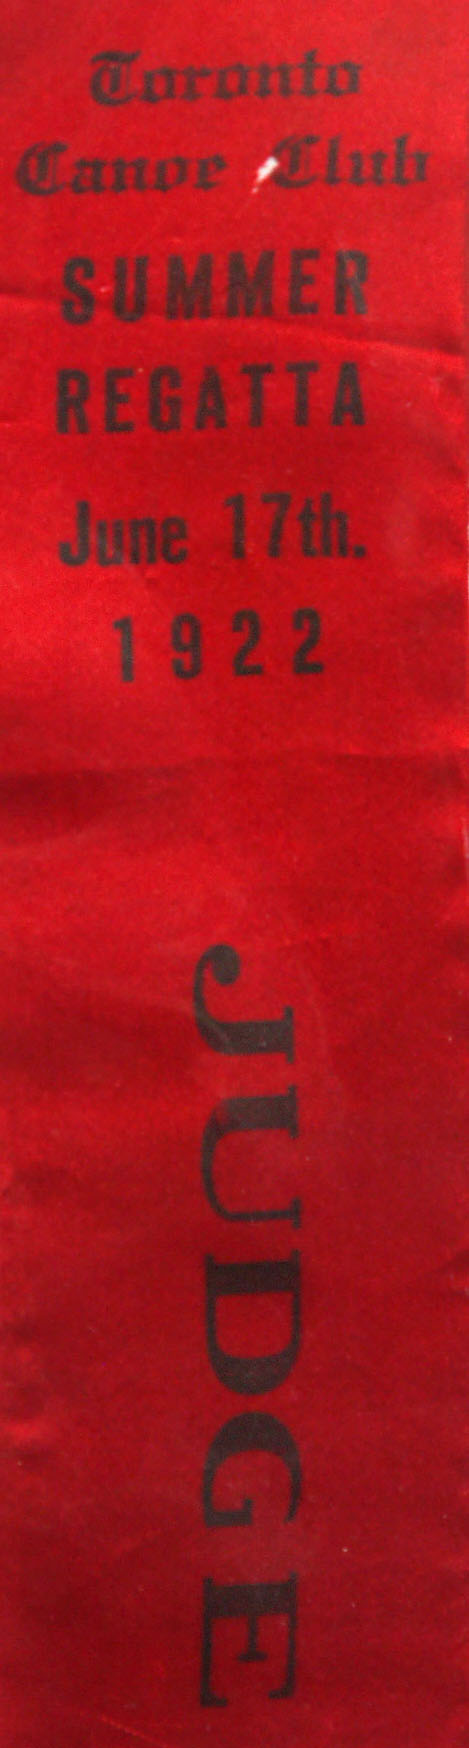 Toronto
Canoe Club
SUMMER
REGATTA
June 17th.
1922
JUDGE